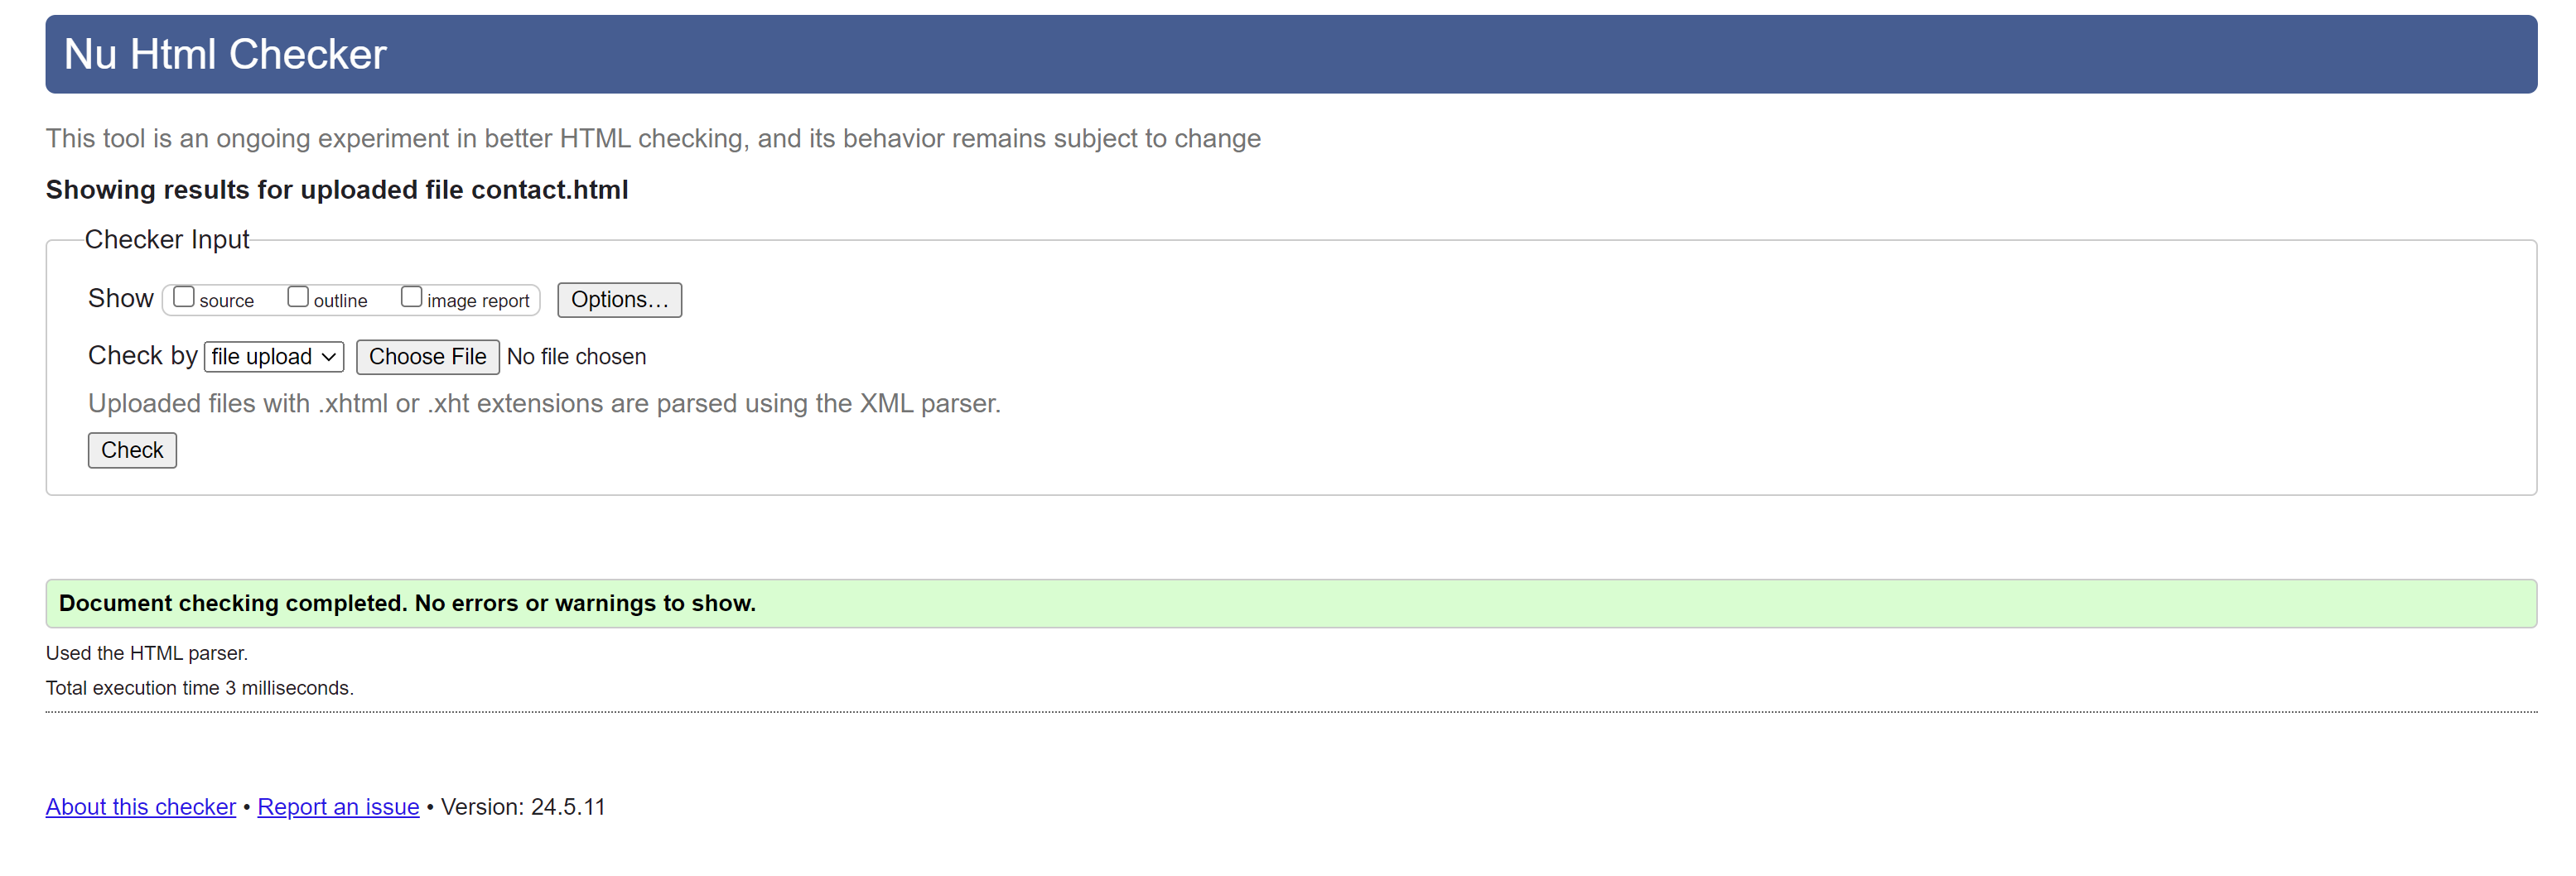 Nu Html Checker
This tool is an ongoing experiment in better HTML checking, and its behavior remains subject to change
Showing results for uploaded file contact.html
Checker Input
Show source outline image report Options…
Check by file upload Choose File No file chosen
Uploaded files with .xhtml or .xht extensions are parsed using the XML parser.
Check
Document checking completed. No errors or warnings to show.
Used the HTML parser.
Total execution time 3 milliseconds.
About this checker • Report an issue • Version: 24.5.11